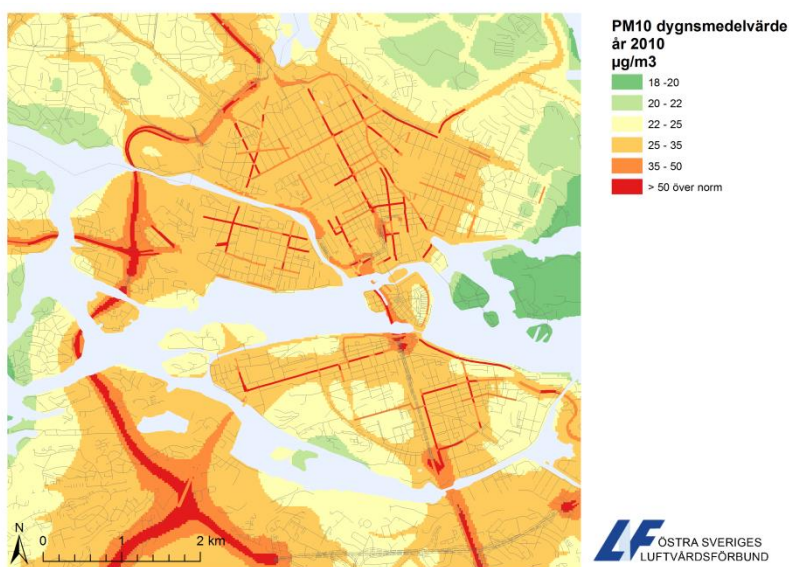 PM10 dygnsmedelvärde
år 2010
µg/m3
18 -20
20 - 22
22 - 25
25 - 35
35 - 50
> 50 över norm
N
0 1 2 km
LF ÖSTRA SVERIGES
LUFTVÅRDSFÖRBUND